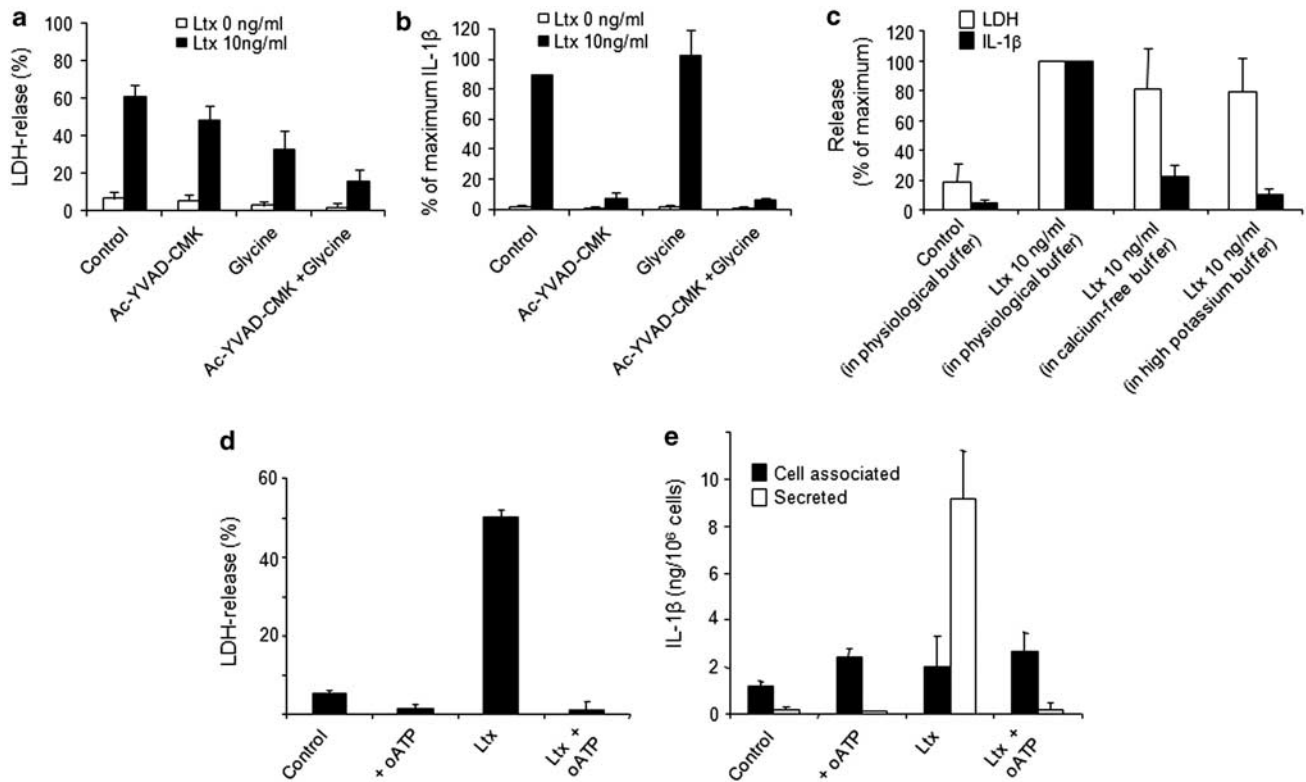 a
Ltx 0 ng/ml
Ltx 10ng/ml
LDH-relase (%)
100
80
60
40
20
0
Control
Ac-YVAD-CMK
Glycine
Ac-YVAD-CMK +Glycine
b
Ltx 0 ng/ml
Ltx 10ng/ml
% of maximum IL-1β
120
100
80
60
40
20
0
Control
Ac-YVAD-CMK
Glycine
Ac-YVAD-CMK +Glycine
c
LDH
IL-1β
Release
(% of maximum)
100
80
60
40
20
0
Control
(in physiological buffer)
Ltx 10 ng/ml
(in physiological buffer)
Ltx 10 ng/ml
(in calcium-free buffer)
Ltx 10 ng/ml
(in high potassium buffer)
d
LDH-release (%)
60
40
20
Control
+ oATP
Ltx
Ltx +
oATP
e
Cell associated
Secreted
IL-1β (ng/10⁶ cells)
10
8
6
4
2
0
Control
+ oATP
Ltx
Ltx +
oATP